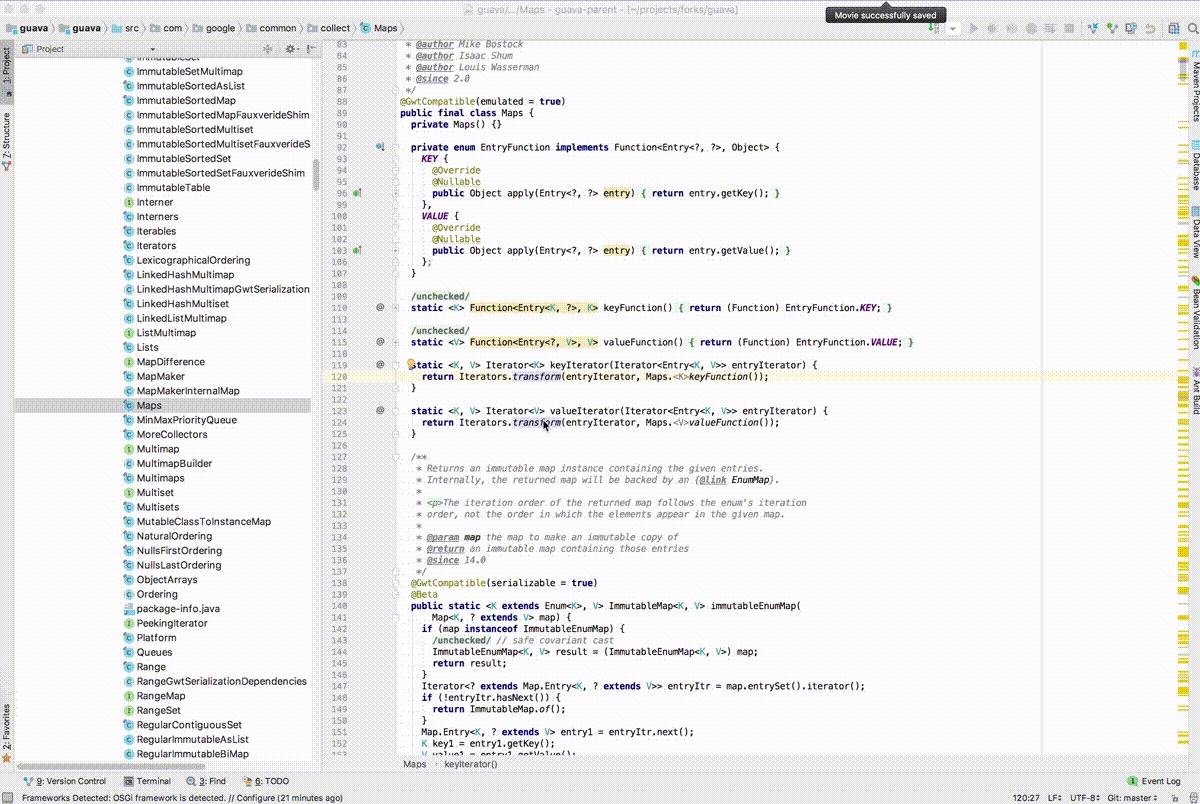 guava/.../Maps - guava-parent - [~/projects/forks/guava]
Movie successfully saved
guava guava src com google common collect Maps
Project
1: Project
7: Structure
2: Favorites
ImmutableSet
ImmutableSetMultimap
ImmutableSortedAsList
ImmutableSortedMap
ImmutableSortedMapFauxverideShim
ImmutableSortedMultiset
ImmutableSortedMultisetFauxverideS
ImmutableSortedSet
ImmutableSortedSetFauxverideShim
ImmutableTable
Interner
Interners
Iterables
Iterators
LexicographicalOrdering
LinkedHashMultimap
LinkedHashMultimapGwtSerialization
LinkedHashMultiset
LinkedListMultimap
ListMultimap
Lists
MapDifference
MapMaker
MapMakerInternalMap
Maps
MinMaxPriorityQueue
MoreCollectors
Multimap
MultimapBuilder
Multimaps
Multiset
Multisets
MutableClassToInstanceMap
NaturalOrdering
NullsFirstOrdering
NullsLastOrdering
ObjectArrays
Ordering
package-info.java
PeekingIterator
Platform
Queues
Range
RangeGwtSerializationDependencies
RangeMap
RangeSet
RegularContiguousSet
RegularImmutableAsList
RegularImmutableBiMap
83 * @author Mike Bostock
84 * @author Isaac Shum
85 * @author Louis Wasserman
86 * @since 2.0
87 */
88 @GwtCompatible(emulated = true)
89 public final class Maps {
90 private Maps() {}
91
92 private enum EntryFunction implements Function<Entry<?, ?>, Object> {
93 KEY {
94 @Override
95 @Nullable
96 public Object apply(Entry<?, ?> entry) { return entry.getKey(); }
99 },
100 VALUE {
101 @Override
102 @Nullable
103 public Object apply(Entry<?, ?> entry) { return entry.getValue(); }
106 };
107 }
108
109 /unchecked/
110 static <K> Function<Entry<K, ?>, K> keyFunction() { return (Function) EntryFunction.KEY; }
113
114 /unchecked/
115 static <V> Function<Entry<?, V>, V> valueFunction() { return (Function) EntryFunction.VALUE; }
118
119 static <K, V> Iterator<K> keyIterator(Iterator<Entry<K, V>> entryIterator) {
120 return Iterators.transform(entryIterator, Maps.<K>keyFunction());
121 }
122
123 static <K, V> Iterator<V> valueIterator(Iterator<Entry<K, V>> entryIterator) {
124 return Iterators.transform(entryIterator, Maps.<V>valueFunction());
125 }
126
127 /**
128 * Returns an immutable map instance containing the given entries.
129 * Internally, the returned map will be backed by an {@link EnumMap}.
130 *
131 * <p>The iteration order of the returned map follows the enum's iteration
132 * order, not the order in which the elements appear in the given map.
133 *
134 * @param map the map to make an immutable copy of
135 * @return an immutable map containing those entries
136 * @since 14.0
137 */
138 @GwtCompatible(serializable = true)
139 @Beta
140 public static <K extends Enum<K>, V> ImmutableMap<K, V> immutableEnumMap(
141 Map<K, ? extends V> map) {
142 if (map instanceof ImmutableEnumMap) {
143 /unchecked/ // safe covariant cast
144 ImmutableEnumMap<K, V> result = (ImmutableEnumMap<K, V>) map;
145 return result;
146 }
147 Iterator<? extends Map.Entry<K, ? extends V>> entryItr = map.entrySet().iterator();
148 if (!entryItr.hasNext()) {
149 return ImmutableMap.of();
150 }
151 Map.Entry<K, ? extends V> entry1 = entryItr.next();
152 K key1 = entry1.getKey();
153 V value1 = entry1.getValue();
Maps › keyIterator()
Maven Projects
Database
Data View
Bean Validation
Ant Build
9: Version Control Terminal 3: Find 6: TODO Event Log
Frameworks Detected: OSGi framework is detected. // Configure (21 minutes ago) 120:27 LF÷ UTF-8÷ Git: master÷